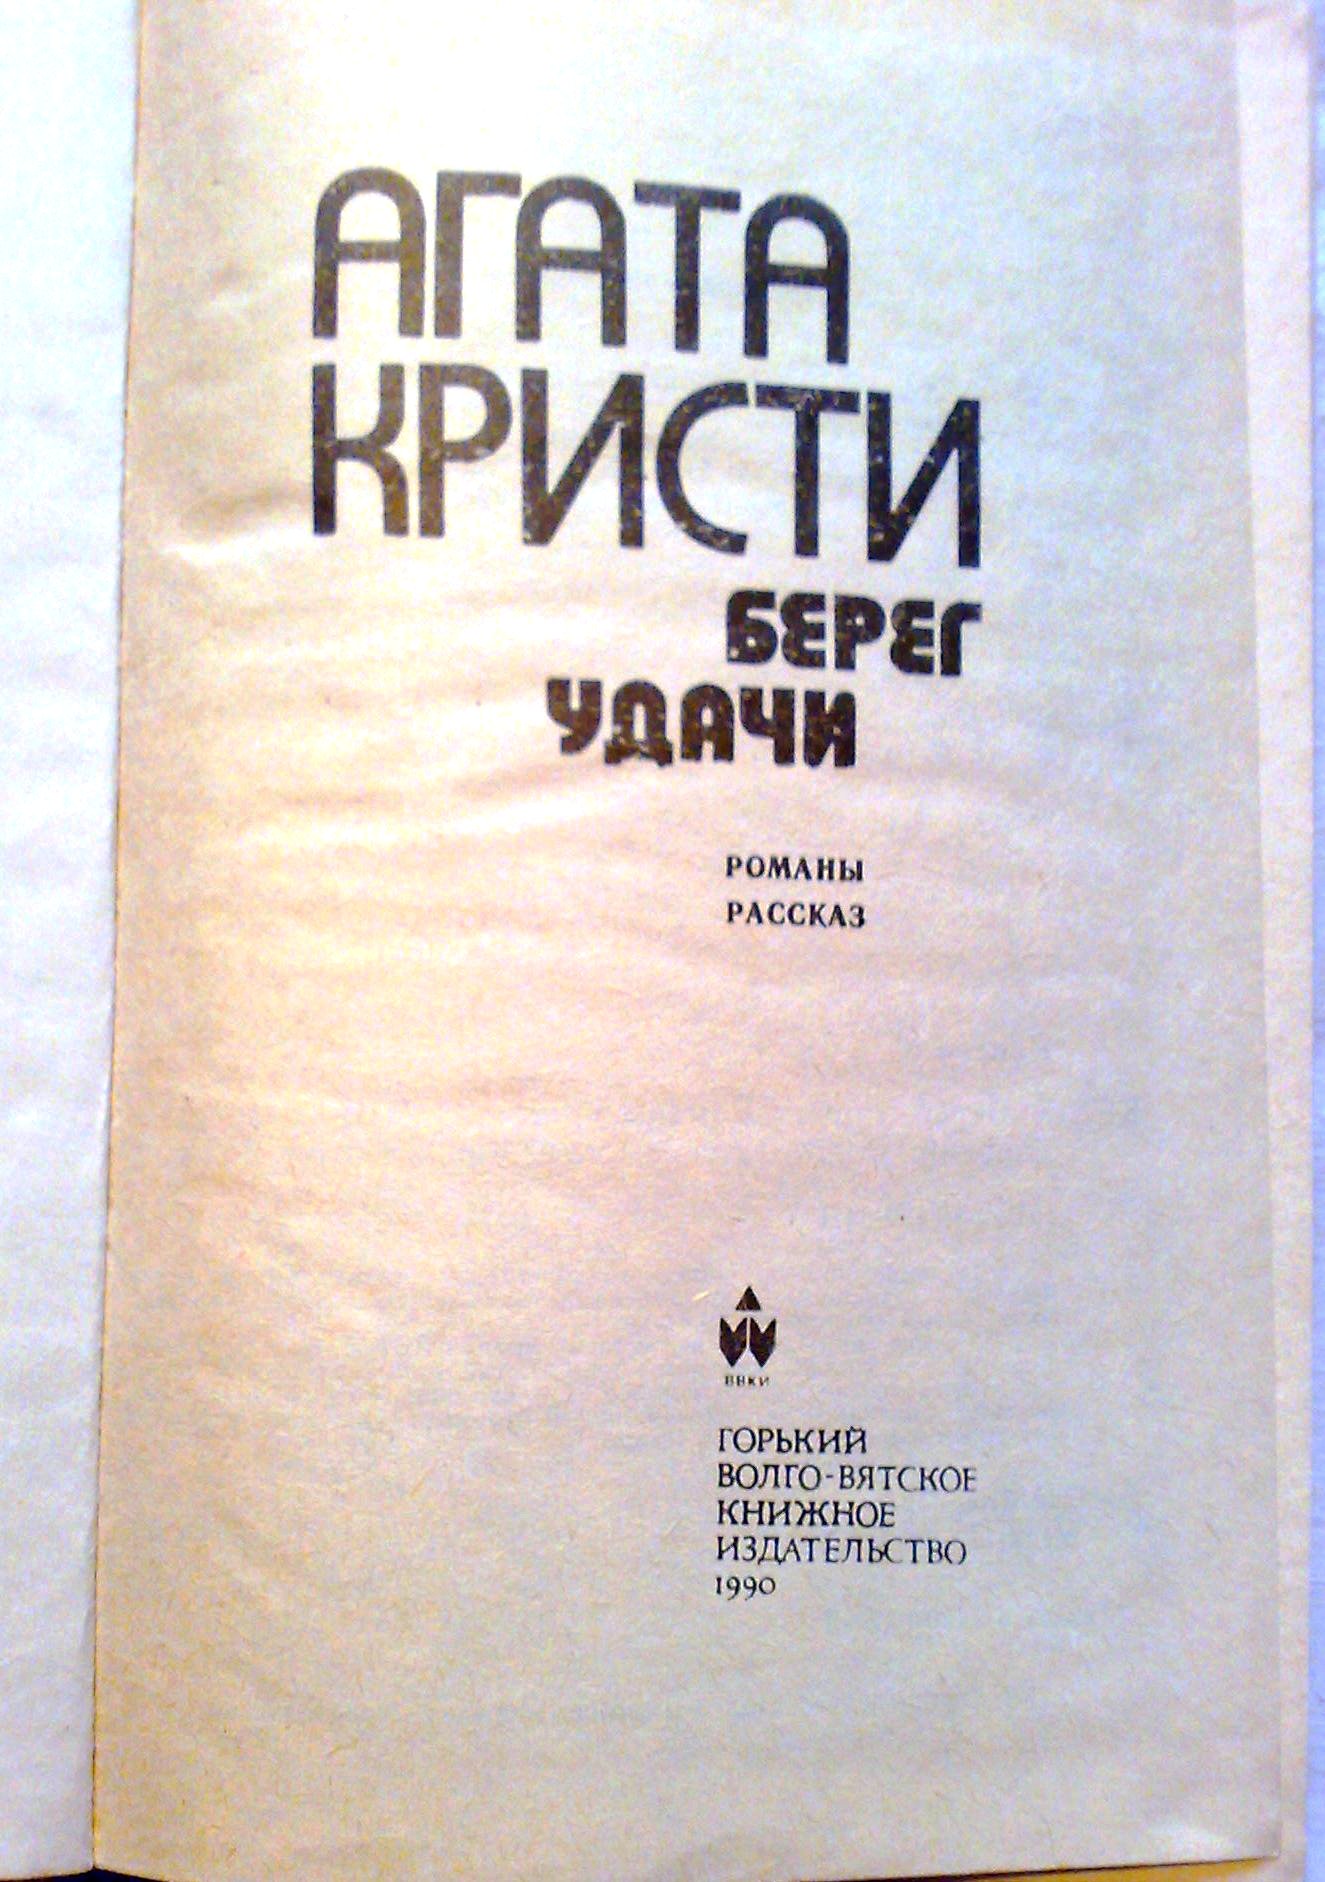 АГАТА
КРИСТИ
БЕРЕГ
УДАЧИ
РОМАНЫ
РАССКАЗ
ВВКИ
ГОРЬКИЙ
ВОЛГО-ВЯТСКОЕ
КНИЖНОЕ
ИЗДАТЕЛЬСТВО
1990